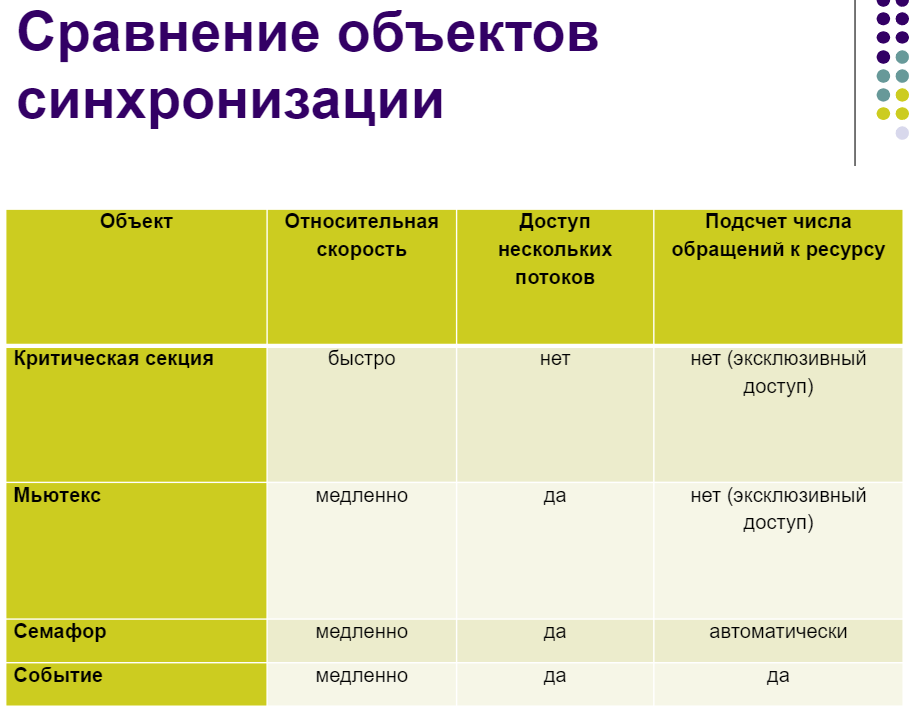 Сравнение объектов
синхронизации
Объект
Относительная
скорость
Доступ
нескольких
потоков
Подсчет числа
обращений к ресурсу
Критическая секция
быстро
нет
нет (эксклюзивный
доступ)
Мьютекс
медленно
да
нет (эксклюзивный
доступ)
Семафор
медленно
да
автоматически
Событие
медленно
да
да